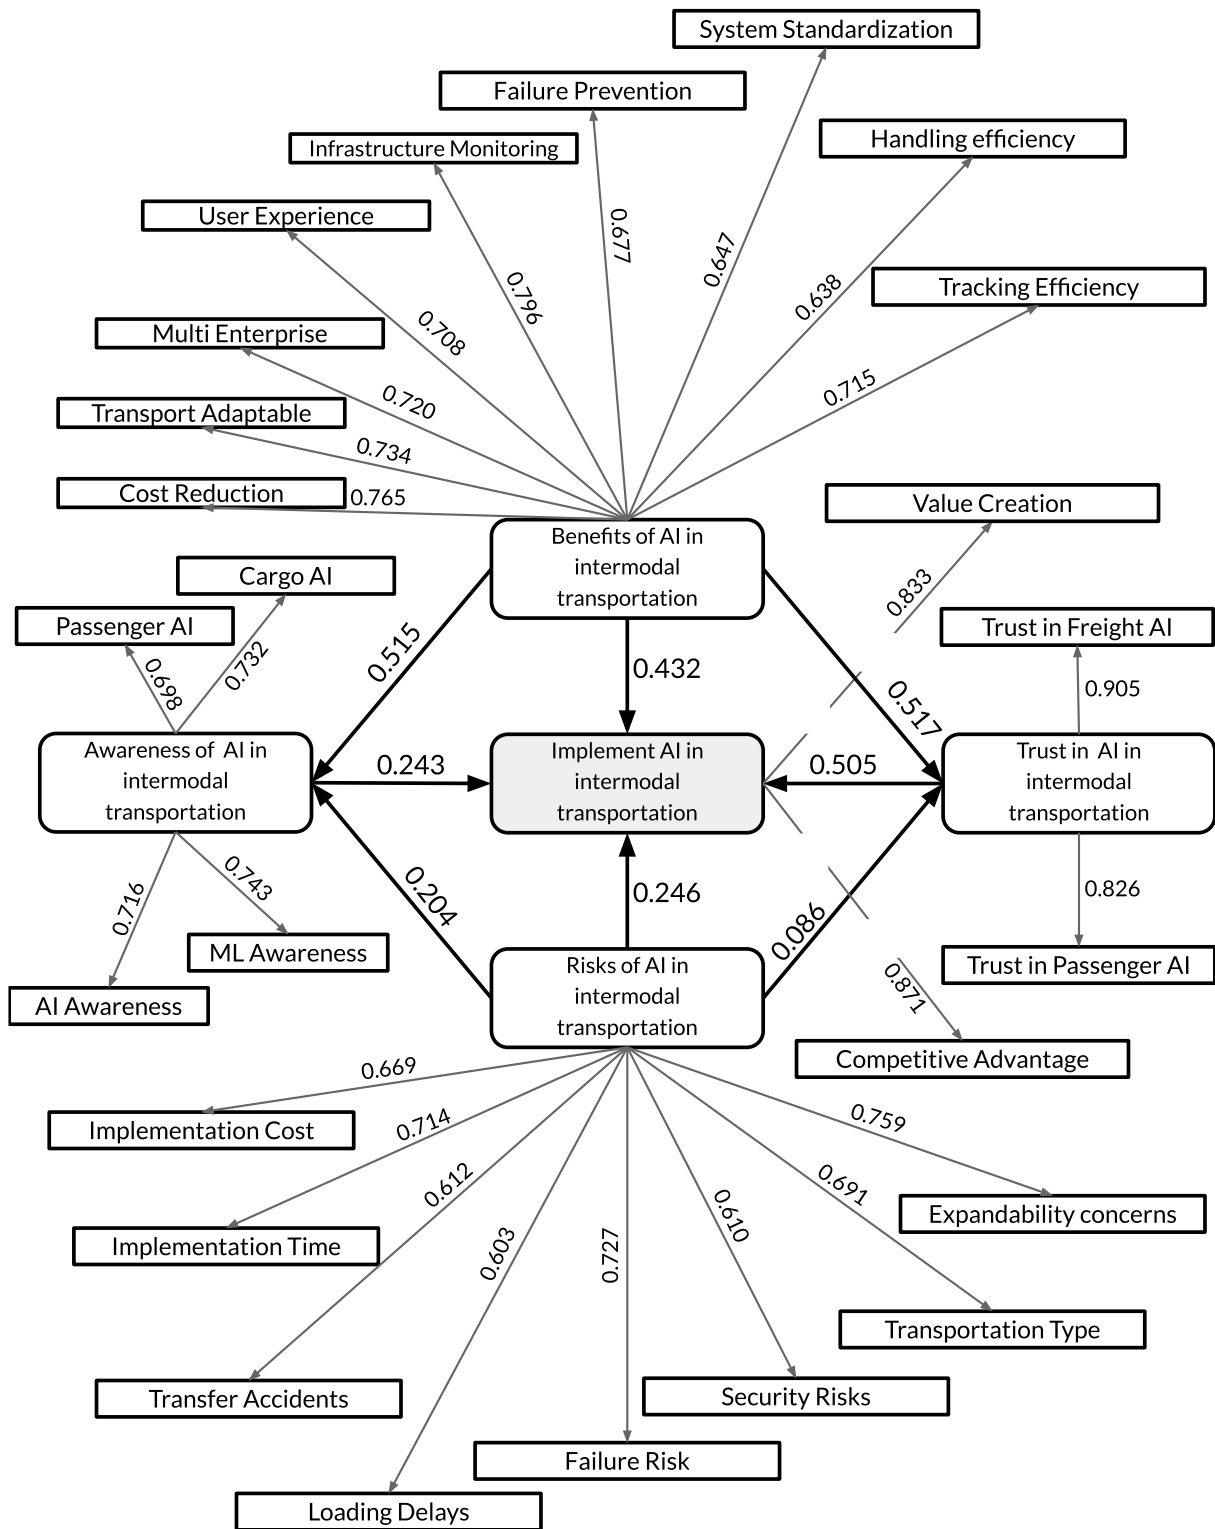 System Standardization
Failure Prevention
Handling efficiency
Infrastructure Monitoring
User Experience
0.677
0.647
Tracking Efficiency
0.796
0.638
Multi Enterprise
0.708
0.715
0.720
Transport Adaptable
0.734
Cost Reduction
0.765
Value Creation
Benefits of AI in
intermodal
transportation
Cargo AI
0.833
Passenger AI
Trust in Freight AI
0.515
0.432
0.698
0.732
0.905
0.517
Awareness of AI in
intermodal
transportation
0.243
Implement AI in
intermodal
transportation
0.505
Trust in AI in
intermodal
transportation
0.716
0.743
0.204
0.246
0.086
0.826
ML Awareness
Risks of AI in
intermodal
transportation
Trust in Passenger AI
AI Awareness
0.871
Competitive Advantage
0.669
Implementation Cost
0.714
0.759
0.612
0.691
Expandability concerns
0.610
Implementation Time
0.603
0.727
Transportation Type
Transfer Accidents
Security Risks
Failure Risk
Loading Delays